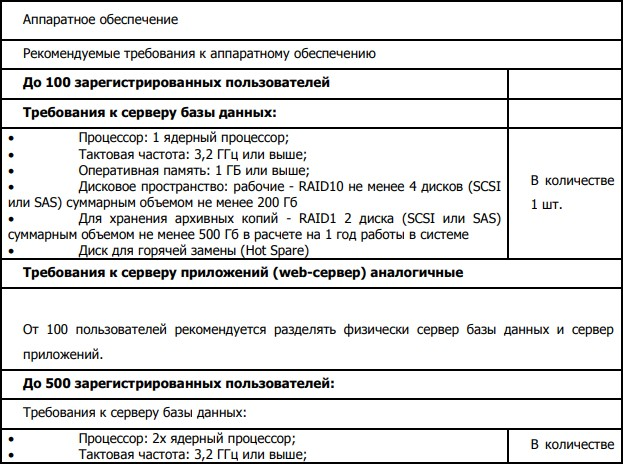 Аппаратное обеспечение
Рекомендуемые требования к аппаратному обеспечению
До 100 зарегистрированных пользователей
Требования к серверу базы данных:
• Процессор: 1 ядерный процессор;
• Тактовая частота: 3,2 ГГц или выше;
• Оперативная память: 1 ГБ или выше;
• Дисковое пространство: рабочие - RAID10 не менее 4 дисков (SCSI
или SAS) суммарным объемом не менее 200 Гб
• Для хранения архивных копий - RAID1 2 диска (SCSI или SAS)
суммарным объемом не менее 500 Гб в расчете на 1 год работы в системе
• Диск для горячей замены (Hot Spare)
В количестве
1 шт.
Требования к серверу приложений (web-сервер) аналогичные
От 100 пользователей рекомендуется разделять физически сервер базы данных и сервер
приложений.
До 500 зарегистрированных пользователей:
Требования к серверу базы данных:
• Процессор: 2х ядерный процессор;
• Тактовая частота: 3,2 ГГц или выше;
В количестве